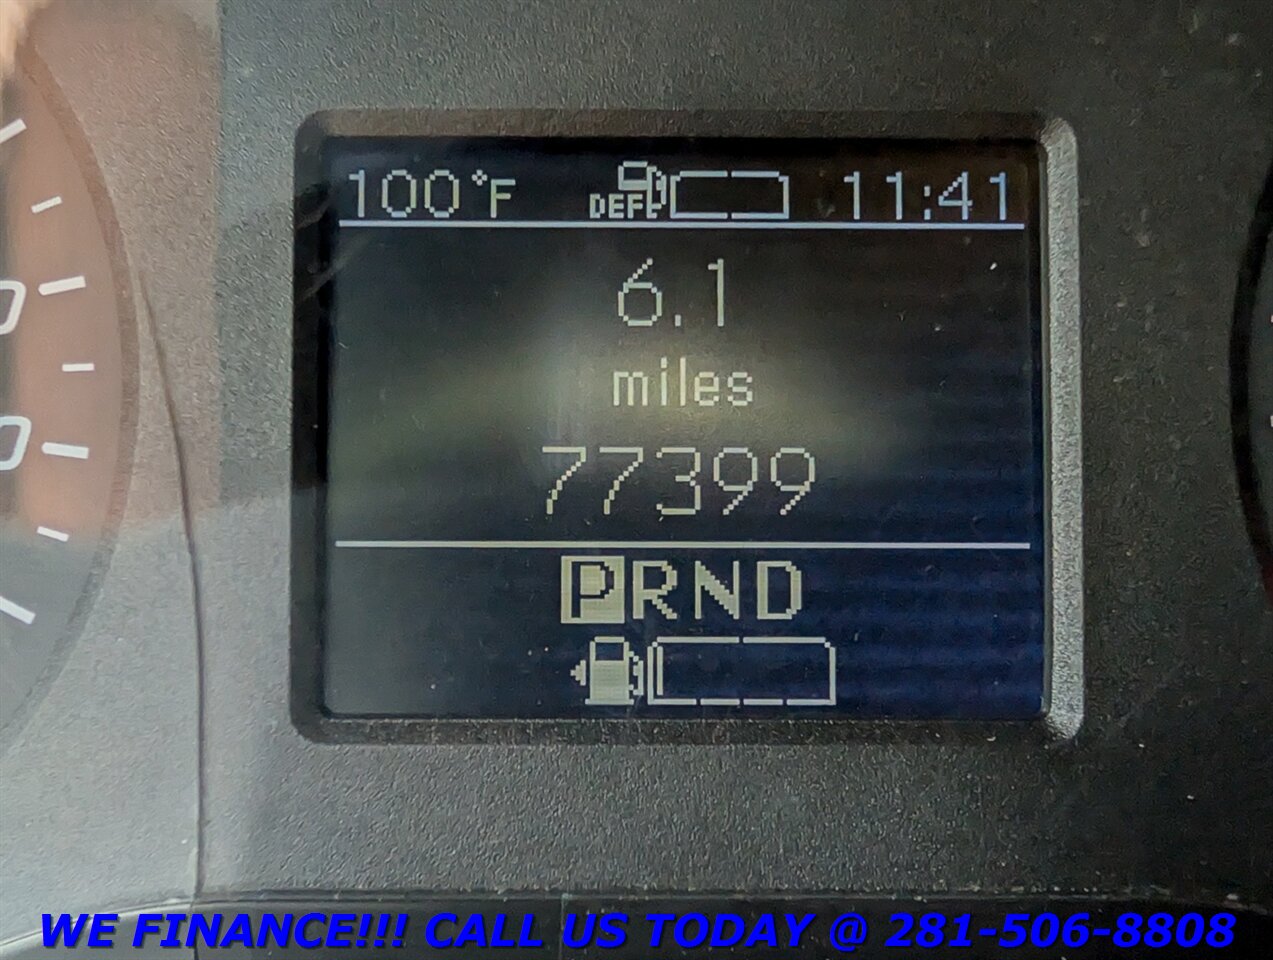 100°F DEF 11:41
6.1
miles
77399
PRND
WE FINANCE!!! CALL US TODAY @ 281-506-8808